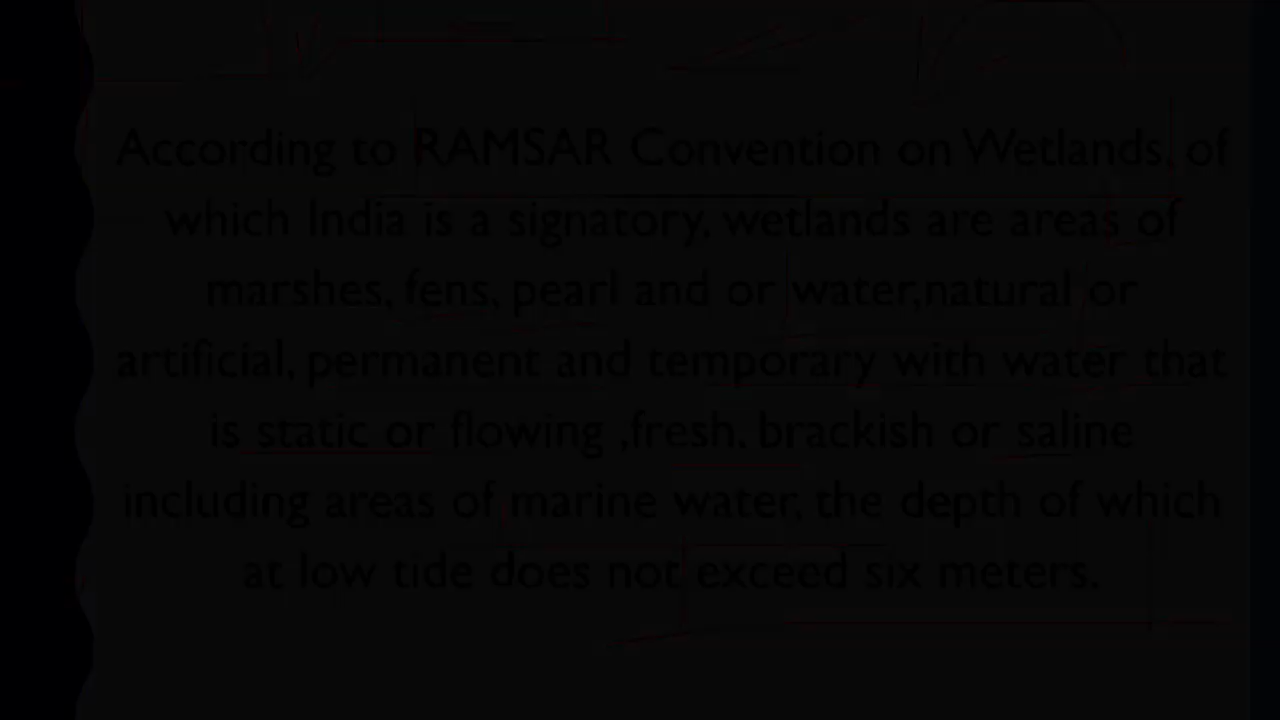 According to RAMSAR Convention on Wetlands, of
which India is a signatory, wetlands are areas of
marshes, fens, pearl and or water,natural or
artificial, permanent and temporary with water that
is static or flowing ,fresh, brackish or saline
including areas of marine water, the depth of which
at low tide does not exceed six meters.